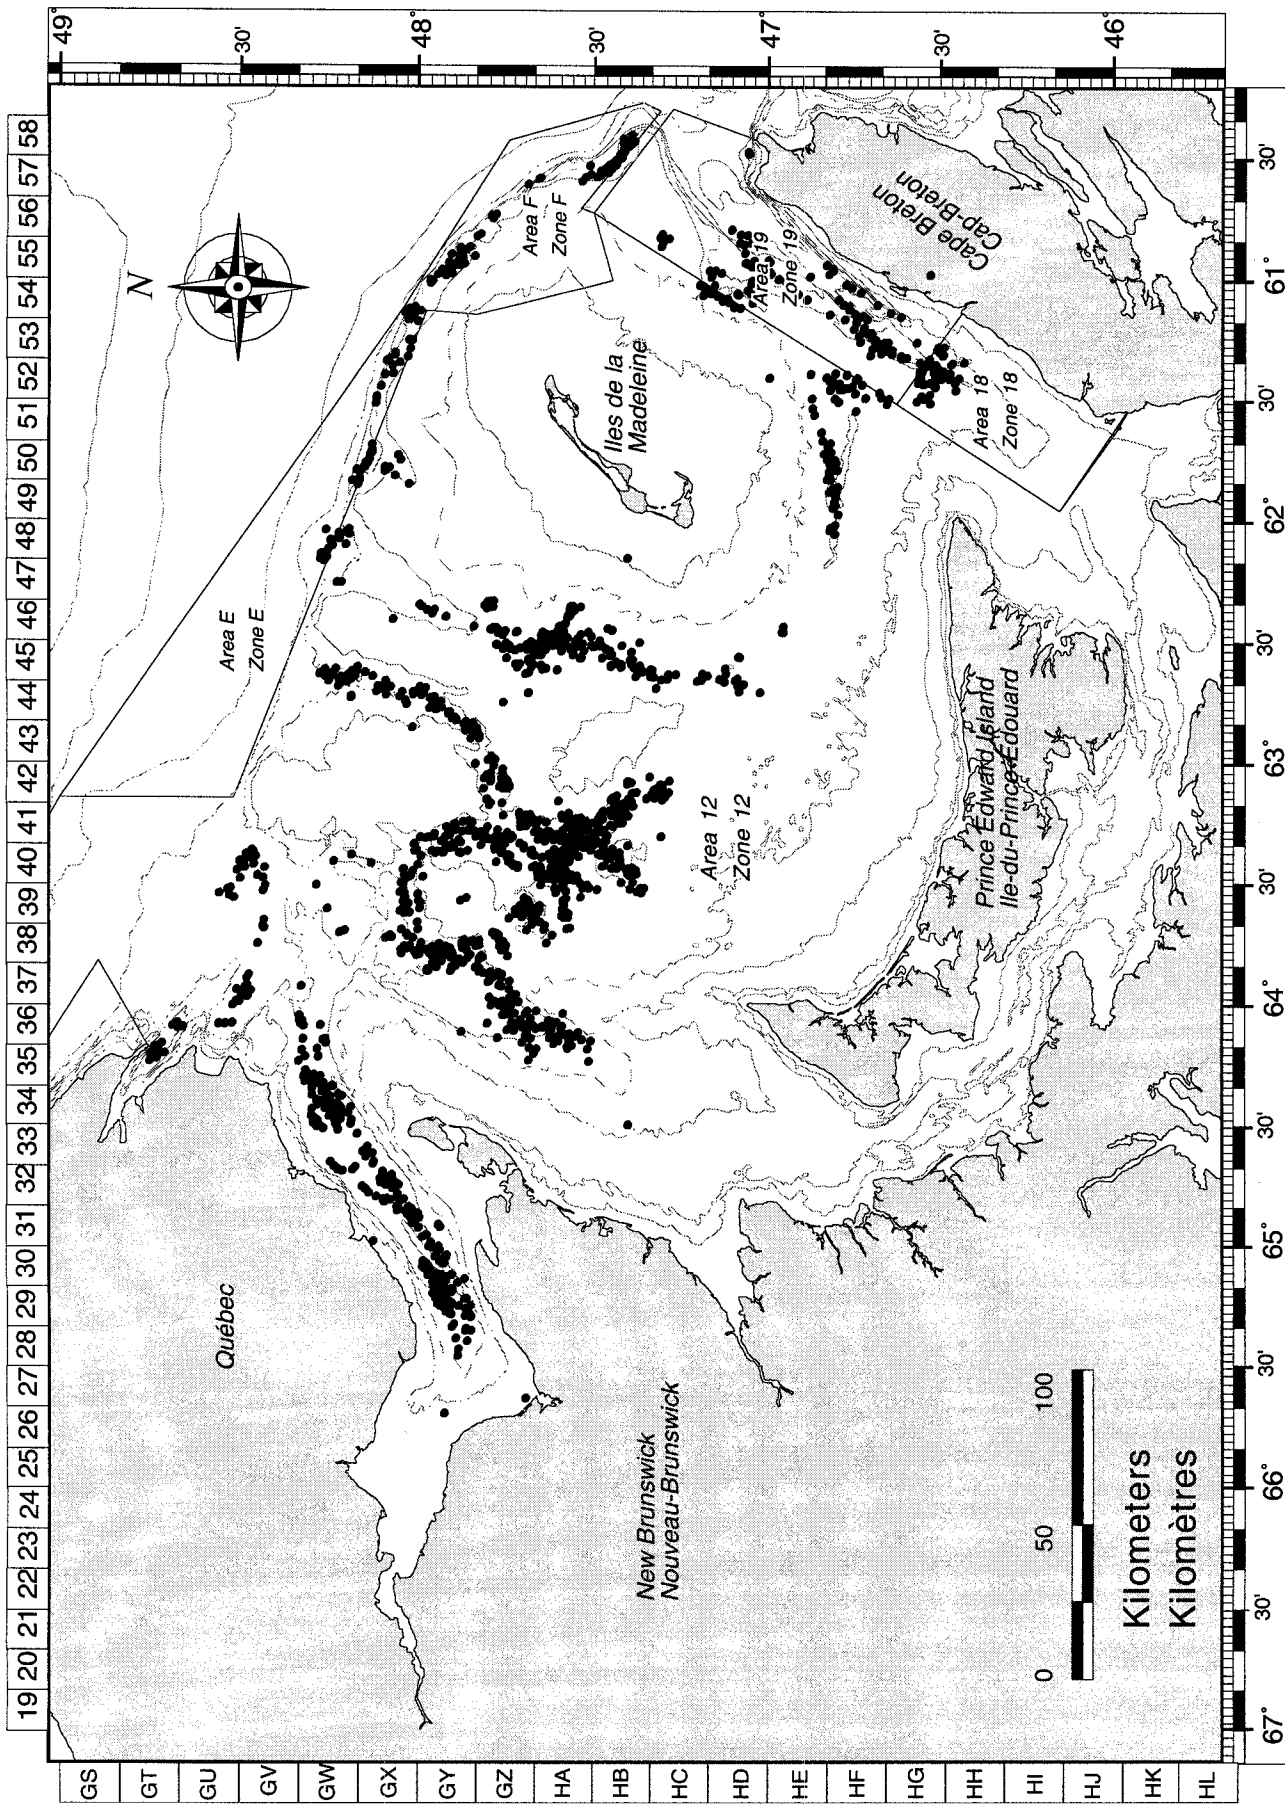 19 20 21 22 23 24 25 26 27 28 29 30 31 32 33 34 35 36 37 38 39 40 41 42 43 44 45 46 47 48 49 50 51 52 53 54 55 56 57 58
GS
GT
GU
GV
GW
GX
GY
GZ
HA
HB
HC
HD
HE
HF
HG
HH
HI
HJ
HK
HL
49°
30'
48°
30'
47°
30'
46°
N
Québec
Area E
Zone E
Area F
Zone F
Iles de la
Madeleine
Area 19
Zone 19
Cape Breton
Cap-Breton
Area 18
Zone 18
Area 12
Zone 12
New Brunswick
Nouveau-Brunswick
Prince Edward Island
Ile-du-Prince-Édouard
0 50 100
Kilometers
Kilomètres
67° 30' 66° 30' 65° 30' 64° 30' 63° 30' 62° 30' 61° 30'